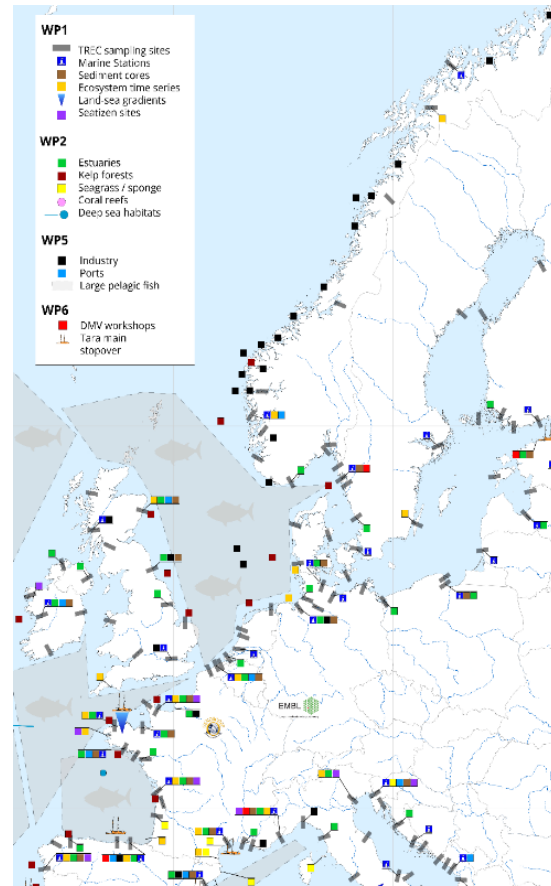 WP1
TREC sampling sites
Marine Stations
Sediment cores
Ecosystem time series
Land-sea gradients
Seatizen sites
WP2
Estuaries
Kelp forests
Seagrass / sponge
Coral reefs
Deep sea habitats
WP5
Industry
Ports
Large pelagic fish
WP6
DMV workshops
Tara main
stopover
EMBL